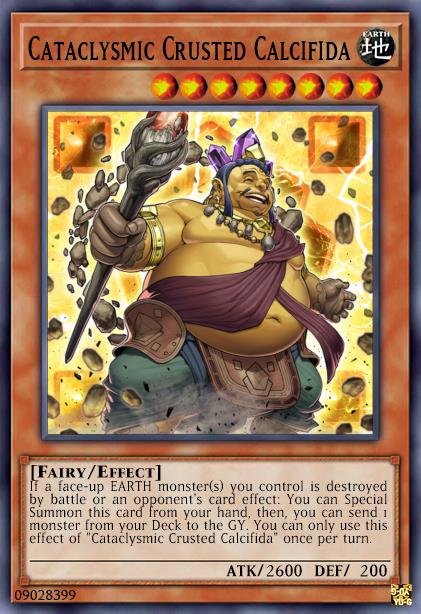 CATACLYSMIC CRUSTED CALCIFIDA
EARTH
地
[FAIRY/EFFECT]
If a face-up EARTH monster(s) you control is destroyed
by battle or an opponent's card effect: You can Special
Summon this card from your hand, then, you can send 1
monster from your Deck to the GY. You can only use this
effect of "Cataclysmic Crusted Calcifida" once per turn.
ATK/2600 DEF/ 200
09028399